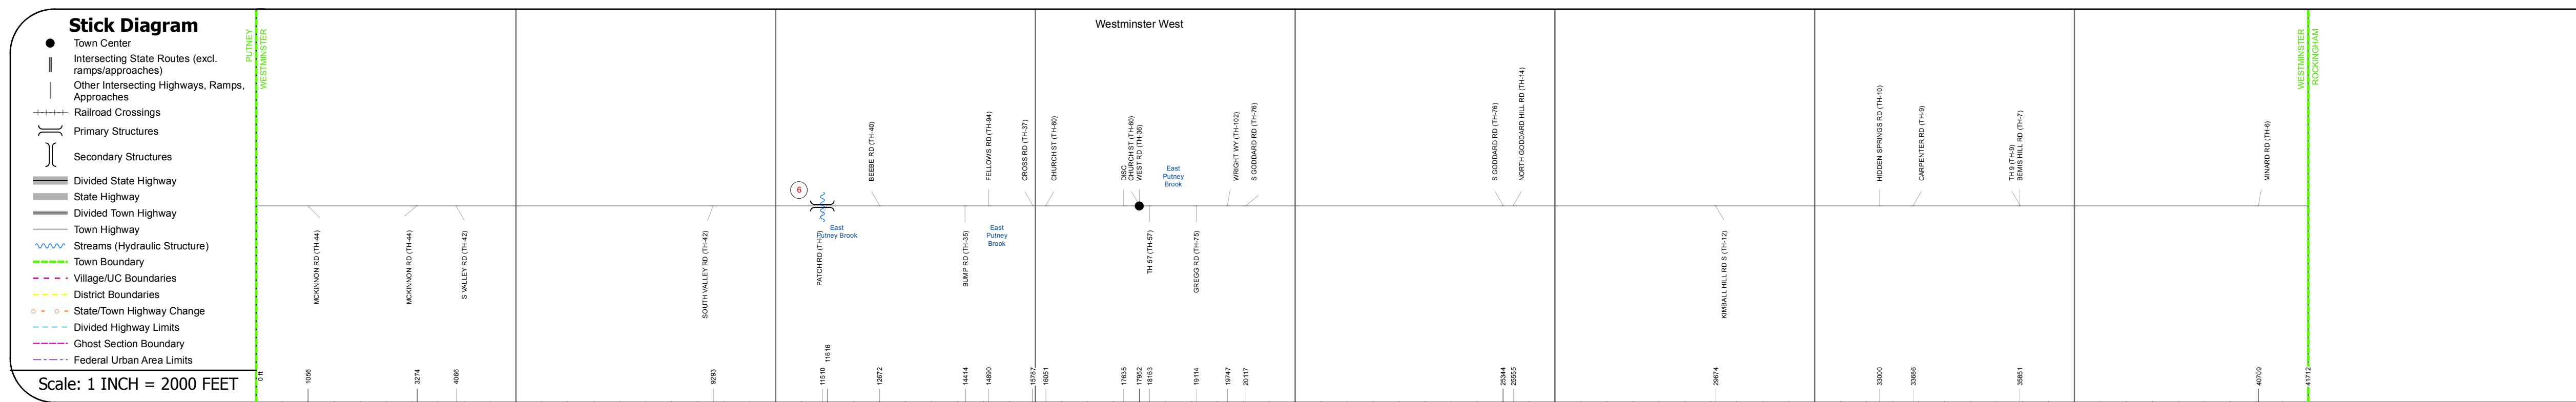 Stick Diagram
Town Center
Intersecting State Routes (excl.
ramps/approaches)
Other Intersecting Highways, Ramps,
Approaches
Railroad Crossings
Primary Structures
Secondary Structures
Divided State Highway
State Highway
Divided Town Highway
Town Highway
Streams (Hydraulic Structure)
Town Boundary
Village/UC Boundaries
District Boundaries
State/Town Highway Change
Divided Highway Limits
Ghost Section Boundary
Federal Urban Area Limits
Scale: 1 INCH = 2000 FEET
PUTNEY
WESTMINSTER
Westminster West
WESTMINSTER
ROCKINGHAM
6
BEEBE RD (TH-40)
FELLOWS RD (TH-94)
CROSS RD (TH-37)
CHURCH ST (TH-60)
DISC
CHURCH ST (TH-60)
WEST RD (TH-36)
East
Putney
Brook
WRIGHT WY (TH-102)
S GODDARD RD (TH-76)
S GODDARD RD (TH-76)
NORTH GODDARD HILL RD (TH-14)
HIDDEN SPRINGS RD (TH-10)
CARPENTER RD (TH-9)
TH 9 (TH-9)
BEMIS HILL RD (TH-7)
MINARD RD (TH-6)
MCKINNON RD (TH-44)
MCKINNON RD (TH-44)
S VALLEY RD (TH-42)
SOUTH VALLEY RD (TH-42)
PATCH RD
East
Putney Brook
BUMP RD (TH-35)
East
Putney
Brook
TH 57 (TH-57)
GREGG RD (TH-75)
KIMBALL HILL RD S (TH-12)
0 ft
1056
3274
4066
9293
11510
11616
12672
14414
14890
15787
16051
17635
17952
18163
19114
19747
20117
25344
25555
29674
33000
33686
35851
40709
41712